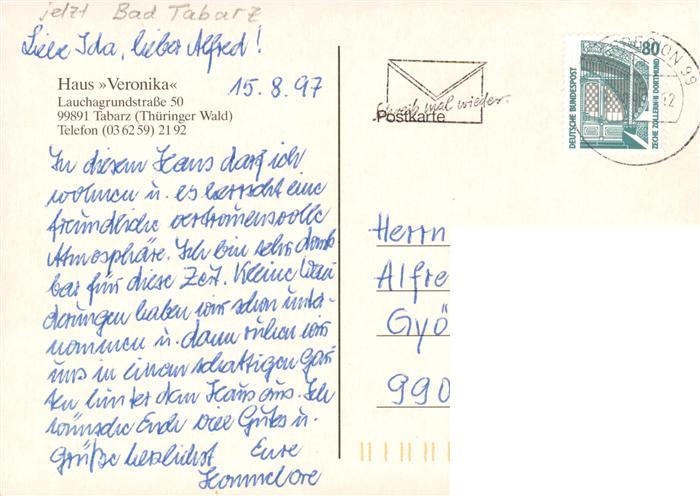 jetzt Bad Tabarz
Liebe Ida, lieber Alfred!
Haus »Veronika«
Lauchagrundstraße 50
99891 Tabarz (Thüringer Wald)
Telefon (03 62 59) 21 92
15.8.97
In diesem Haus darf ich
wohnen u. es herrscht eine
freundliche vertrauensvolle
Atmosphäre. Ich bin sehr dank-
bar für diese Zeit. Kleine Wan-
derungen haben wir schon unter-
nommen u. dann ruhen wir
uns in einem schattigen Gar-
ten hinter dem Haus aus. Ich
wünsche Euch viel Gutes u.
Grüße herzlichst Eure
Hannelore
Schreib mal wieder.
Postkarte
REGION 99
80
DEUTSCHE BUNDESPOST
ZECHE ZOLLERN II DORTMUND
Herrn
Alfre
Gyö
990